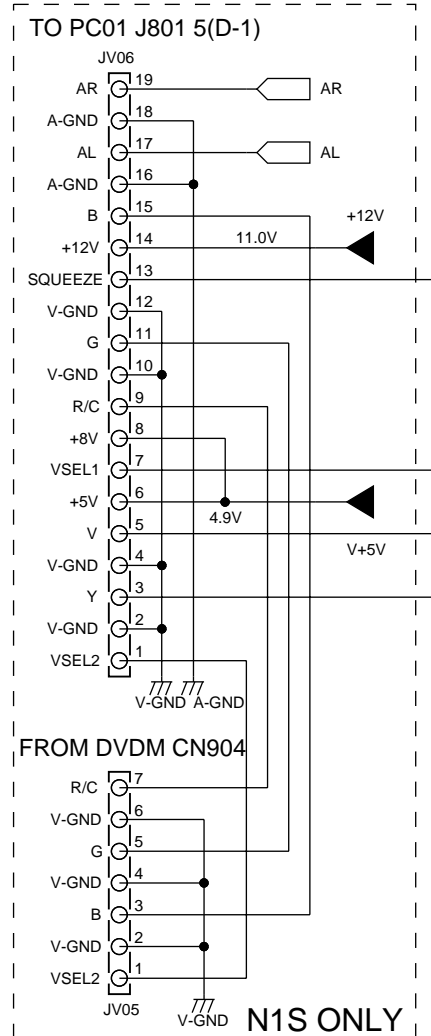 TO PC01 J801 5(D-1)
JV06
AR 19 AR
A-GND 18
AL 17 AL
A-GND 16
B 15 +12V
+12V 14 11.0V
SQUEEZE 13
V-GND 12
G 11
V-GND 10
R/C 9
+8V 8
VSEL1 7
+5V 6
4.9V
V 5 V+5V
V-GND 4
Y 3
V-GND 2
VSEL2 1
V-GND A-GND
FROM DVDM CN904
R/C 7
V-GND 6
G 5
V-GND 4
B 3
V-GND 2
VSEL2 1
JV05
V-GND
N1S ONLY